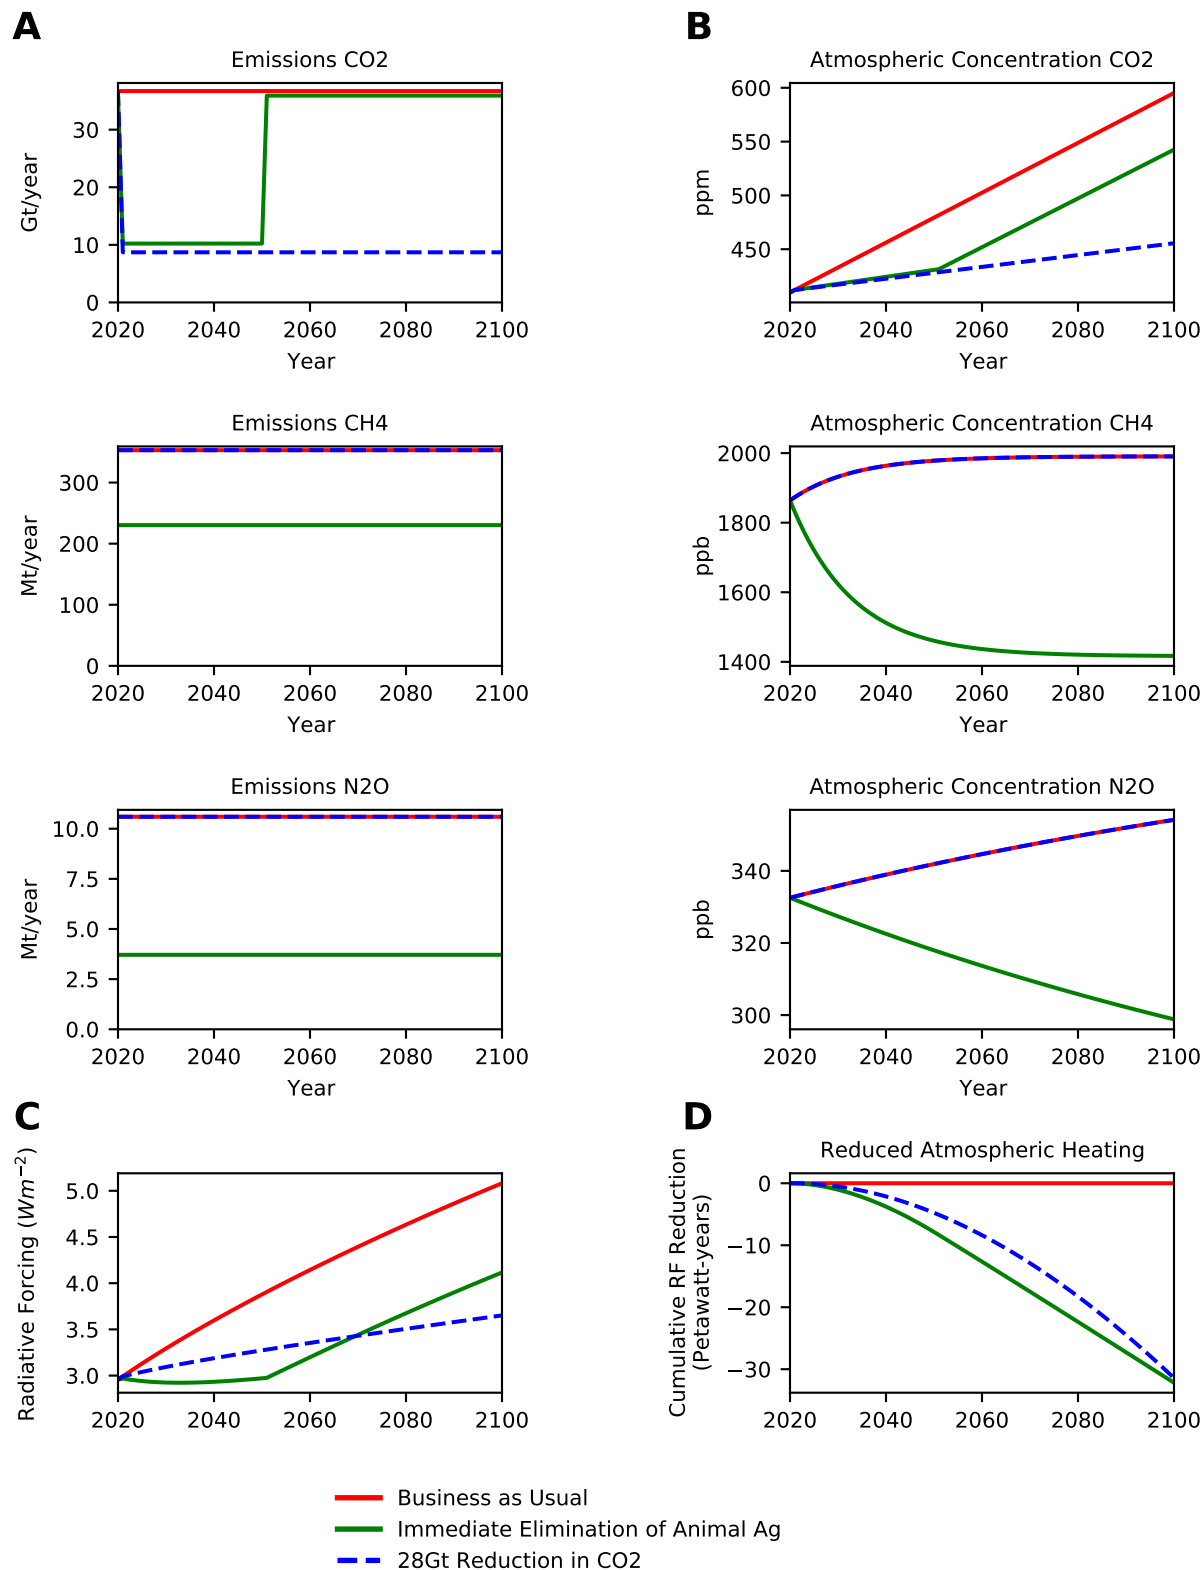 A
B
Emissions CO2
Gt/year
30
20
10
0
2020 2040 2060 2080 2100
Year
Atmospheric Concentration CO2
ppm
600
550
500
450
2020 2040 2060 2080 2100
Year
Emissions CH4
Mt/year
300
200
100
0
2020 2040 2060 2080 2100
Year
Atmospheric Concentration CH4
ppb
2000
1800
1600
1400
2020 2040 2060 2080 2100
Year
Emissions N2O
Mt/year
10.0
7.5
5.0
2.5
0.0
2020 2040 2060 2080 2100
Year
Atmospheric Concentration N2O
ppb
340
320
300
2020 2040 2060 2080 2100
Year
C
Radiative Forcing (Wm⁻²)
5.0
4.5
4.0
3.5
3.0
2020 2040 2060 2080 2100
D
Reduced Atmospheric Heating
Cumulative RF Reduction
(Petawatt-years)
0
−10
−20
−30
2020 2040 2060 2080 2100
Business as Usual
Immediate Elimination of Animal Ag
28Gt Reduction in CO2